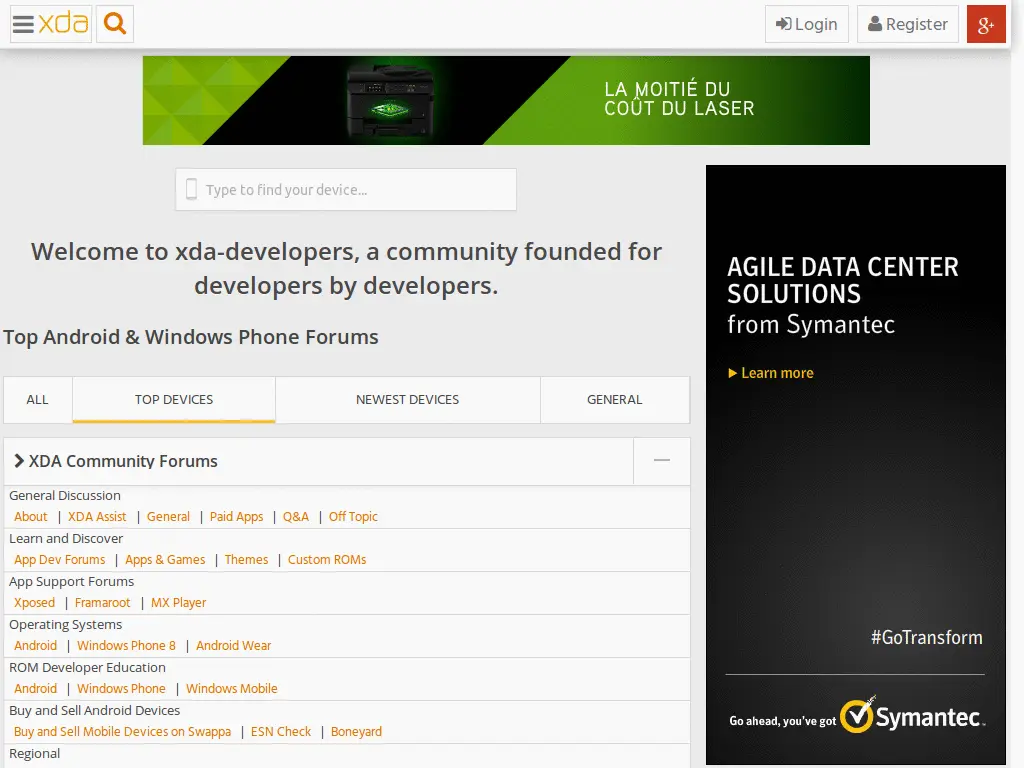 xda
Login
Register
g+
LA MOITIÉ DU
COÛT DU LASER
Type to find your device...
Welcome to xda-developers, a community founded for
developers by developers.
Top Android & Windows Phone Forums
ALL
TOP DEVICES
NEWEST DEVICES
GENERAL
XDA Community Forums
General Discussion
About | XDA Assist | General | Paid Apps | Q&A | Off Topic
Learn and Discover
App Dev Forums | Apps & Games | Themes | Custom ROMs
App Support Forums
Xposed | Framaroot | MX Player
Operating Systems
Android | Windows Phone 8 | Android Wear
ROM Developer Education
Android | Windows Phone | Windows Mobile
Buy and Sell Android Devices
Buy and Sell Mobile Devices on Swappa | ESN Check | Boneyard
Regional
AGILE DATA CENTER
SOLUTIONS
from Symantec
Learn more
#GoTransform
Go ahead, you've got Symantec™